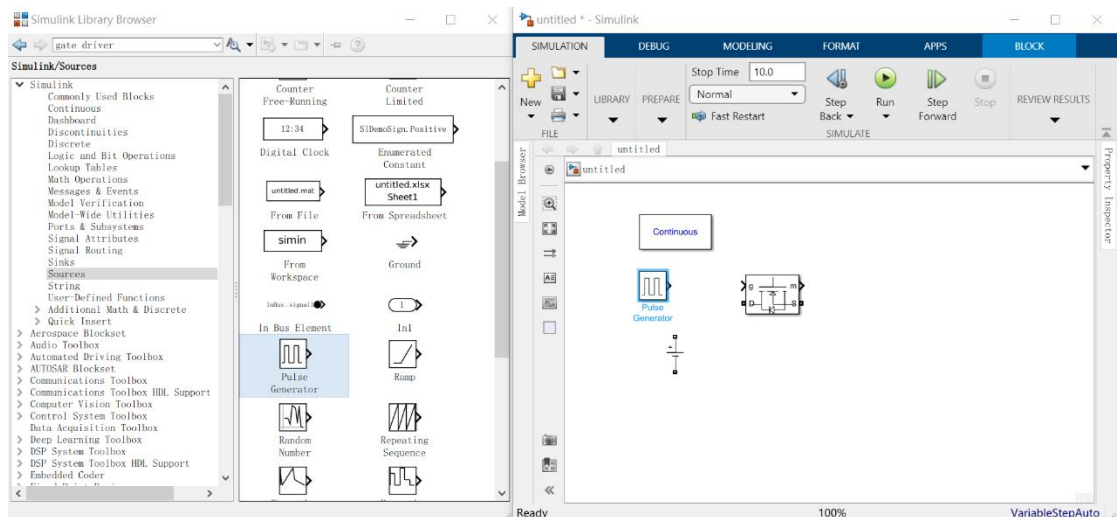 Simulink Library Browser
gate driver
Simulink/Sources
Simulink
Commonly Used Blocks
Continuous
Dashboard
Discontinuities
Discrete
Logic and Bit Operations
Lookup Tables
Math Operations
Messages & Events
Model Verification
Model-Wide Utilities
Ports & Subsystems
Signal Attributes
Signal Routing
Sinks
Sources
String
User-Defined Functions
Additional Math & Discrete
Quick Insert
Aerospace Blockset
Audio Toolbox
Automated Driving Toolbox
AUTOSAR Blockset
Communications Toolbox
Communications Toolbox HDL Support
Computer Vision Toolbox
Control System Toolbox
Data Acquisition Toolbox
Deep Learning Toolbox
DSP System Toolbox
DSP System Toolbox HDL Support
Embedded Coder
Counter
Free-Running
Counter
Limited
12:34
Digital Clock
SlDemoSign.Positive
Enumerated
Constant
untitled.mat
From File
untitled.xlsx
Sheet1
From Spreadsheet
simin
From
Workspace
Ground
In Bus Element
1
In1
Pulse
Generator
Ramp
Random
Number
Repeating
Sequence
untitled * - Simulink
SIMULATION DEBUG MODELING FORMAT APPS BLOCK
New
FILE
LIBRARY
PREPARE
Stop Time 10.0
Normal
Fast Restart
Step
Back
Run
Step
Forward
Stop
SIMULATE
REVIEW RESULTS
untitled
untitled
Model Browser
Property Inspector
Continuous
Pulse
Generator
g m
D S
+
Ready
100%
VariableStepAuto